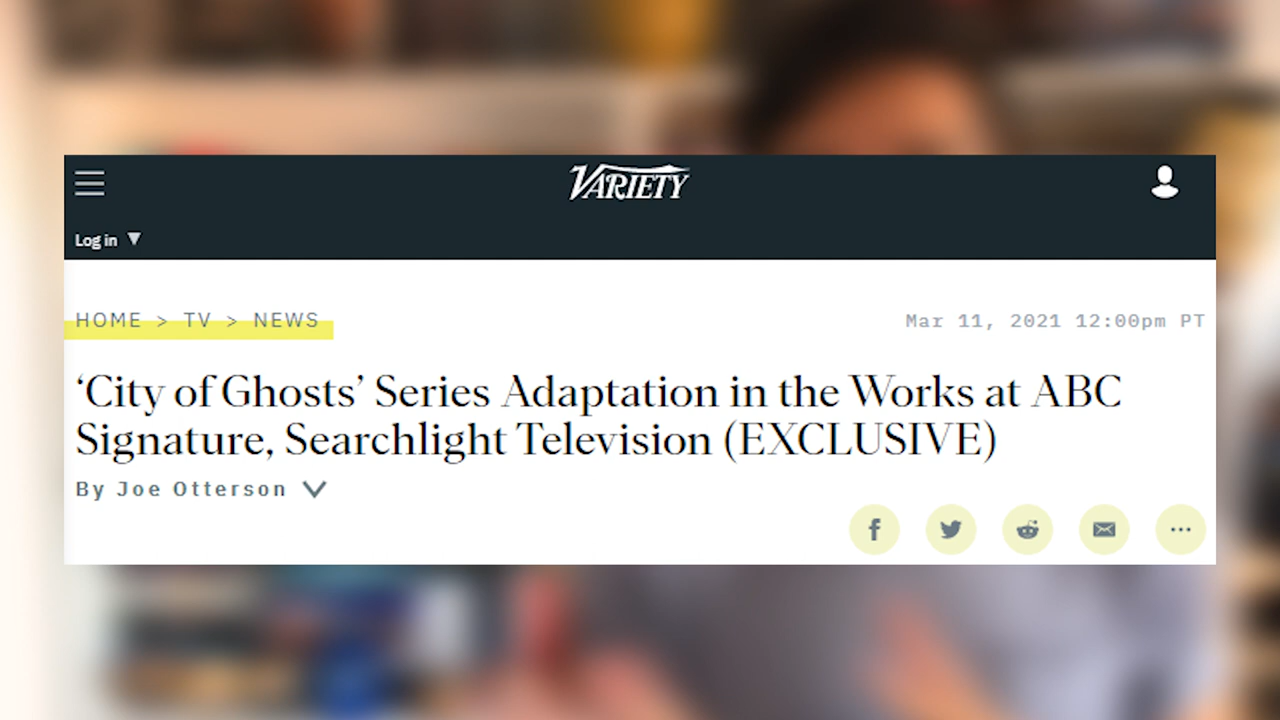 VARIETY
Log in
HOME > TV > NEWS
Mar 11, 2021 12:00pm PT
‘City of Ghosts’ Series Adaptation in the Works at ABC
Signature, Searchlight Television (EXCLUSIVE)
By Joe Otterson